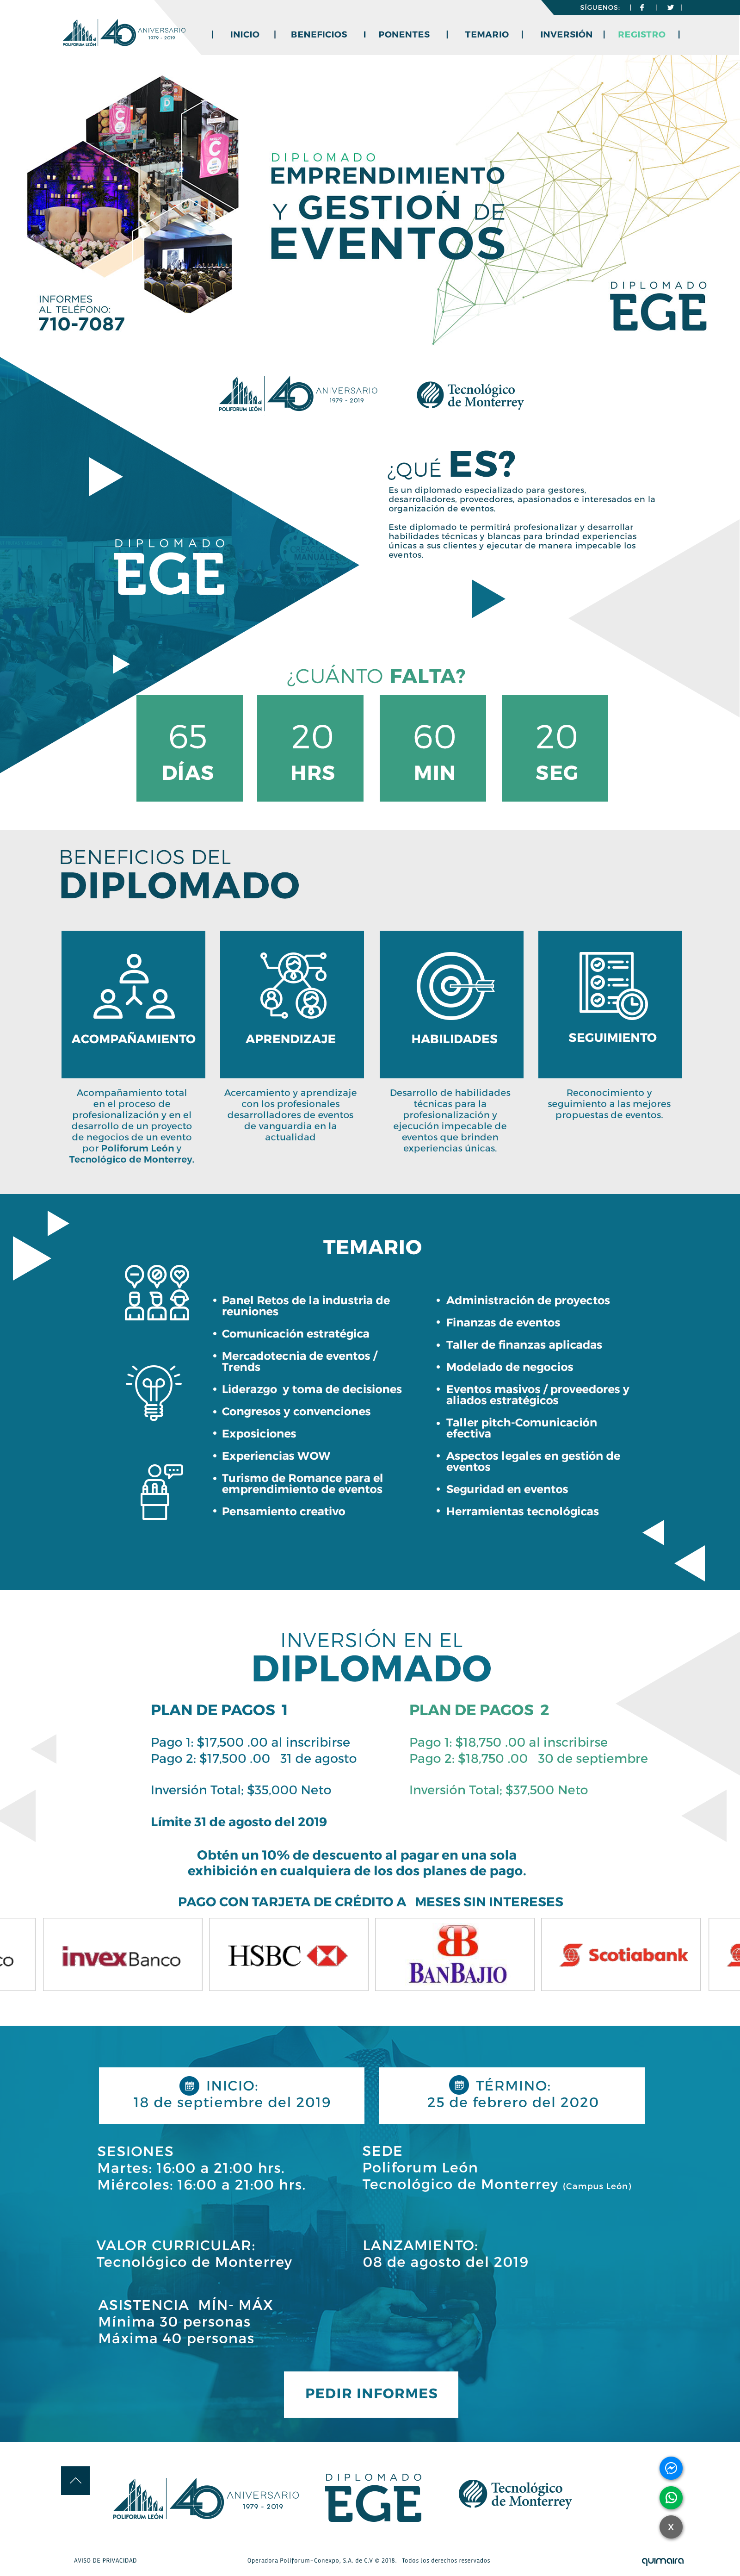 SÍGUENOS:
POLIFORUM LEÓN
40
ANIVERSARIO
1979 - 2019
INICIO
BENEFICIOS
PONENTES
TEMARIO
INVERSIÓN
REGISTRO
DIPLOMADO
EMPRENDIMIENTO
Y GESTIÓN DE
EVENTOS
INFORMES
AL TELÉFONO:
710-7087
DIPLOMADO
EGE
POLIFORUM LEÓN
40
ANIVERSARIO
1979 - 2019
Tecnológico
de Monterrey
¿QUÉ ES?
Es un diplomado especializado para gestores,
desarrolladores, proveedores, apasionados e interesados en la
organización de eventos.
Este diplomado te permitirá profesionalizar y desarrollar
habilidades técnicas y blancas para brindad experiencias
únicas a sus clientes y ejecutar de manera impecable los
eventos.
DIPLOMADO
EGE
¿CUÁNTO FALTA?
65
DÍAS
20
HRS
60
MIN
20
SEG
BENEFICIOS DEL
DIPLOMADO
ACOMPAÑAMIENTO
Acompañamiento total
en el proceso de
profesionalización y en el
desarrollo de un proyecto
de negocios de un evento
por Poliforum León y
Tecnológico de Monterrey.
APRENDIZAJE
Acercamiento y aprendizaje
con los profesionales
desarrolladores de eventos
de vanguardia en la
actualidad
HABILIDADES
Desarrollo de habilidades
técnicas para la
profesionalización y
ejecución impecable de
eventos que brinden
experiencias únicas.
SEGUIMIENTO
Reconocimiento y
seguimiento a las mejores
propuestas de eventos.
TEMARIO
• Panel Retos de la industria de
reuniones
• Comunicación estratégica
• Mercadotecnia de eventos /
Trends
• Liderazgo y toma de decisiones
• Congresos y convenciones
• Exposiciones
• Experiencias WOW
• Turismo de Romance para el
emprendimiento de eventos
• Pensamiento creativo
• Administración de proyectos
• Finanzas de eventos
• Taller de finanzas aplicadas
• Modelado de negocios
• Eventos masivos / proveedores y
aliados estratégicos
• Taller pitch-Comunicación
efectiva
• Aspectos legales en gestión de
eventos
• Seguridad en eventos
• Herramientas tecnológicas
INVERSIÓN EN EL
DIPLOMADO
PLAN DE PAGOS 1
Pago 1: $17,500 .00 al inscribirse
Pago 2: $17,500 .00 31 de agosto
Inversión Total; $35,000 Neto
Límite 31 de agosto del 2019
PLAN DE PAGOS 2
Pago 1: $18,750 .00 al inscribirse
Pago 2: $18,750 .00 30 de septiembre
Inversión Total; $37,500 Neto
Obtén un 10% de descuento al pagar en una sola
exhibición en cualquiera de los dos planes de pago.
PAGO CON TARJETA DE CRÉDITO A MESES SIN INTERESES
co
invex Banco
HSBC
BANBAJIO
Scotiabank
INICIO:
18 de septiembre del 2019
TÉRMINO:
25 de febrero del 2020
SESIONES
Martes: 16:00 a 21:00 hrs.
Miércoles: 16:00 a 21:00 hrs.
SEDE
Poliforum León
Tecnológico de Monterrey (Campus León)
VALOR CURRICULAR:
Tecnológico de Monterrey
LANZAMIENTO:
08 de agosto del 2019
ASISTENCIA MÍN- MÁX
Mínima 30 personas
Máxima 40 personas
PEDIR INFORMES
POLIFORUM LEÓN
40
ANIVERSARIO
1979 - 2019
DIPLOMADO
EGE
Tecnológico
de Monterrey
X
AVISO DE PRIVACIDAD
Operadora Poliforum-Conexpo, S.A. de C.V © 2018. Todos los derechos reservados
quimaira